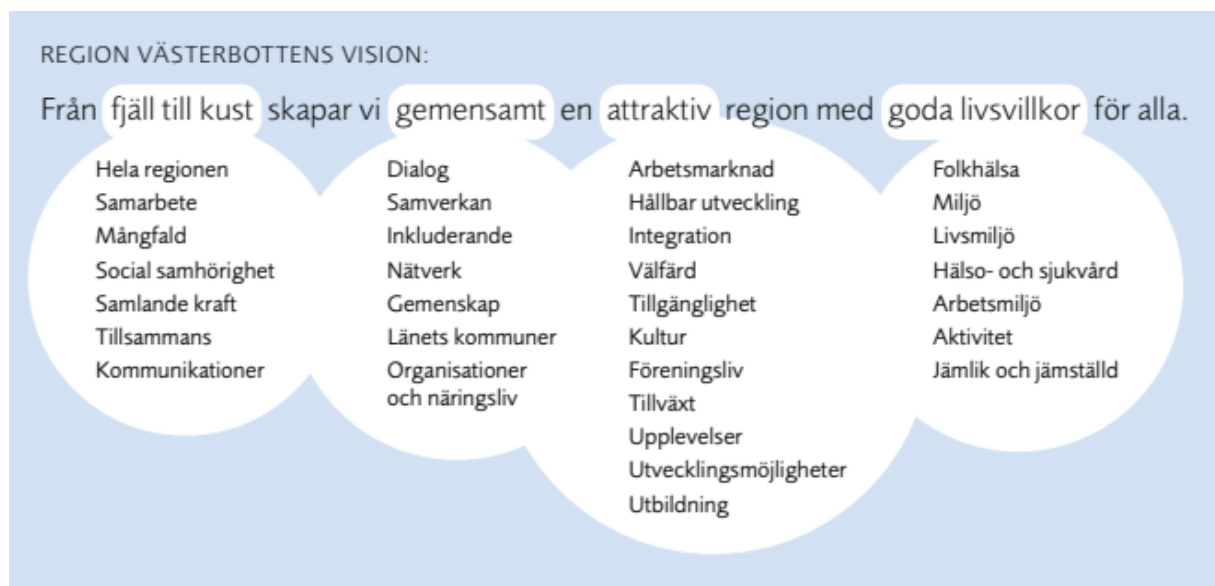 REGION VÄSTERBOTTENS VISION:
Från fjäll till kust skapar vi gemensamt en attraktiv region med goda livsvillkor för alla.
Hela regionen
Samarbete
Mångfald
Social samhörighet
Samlande kraft
Tillsammans
Kommunikationer
Dialog
Samverkan
Inkluderande
Nätverk
Gemenskap
Länets kommuner
Organisationer
och näringsliv
Arbetsmarknad
Hållbar utveckling
Integration
Välfärd
Tillgänglighet
Kultur
Föreningsliv
Tillväxt
Upplevelser
Utvecklingsmöjligheter
Utbildning
Folkhälsa
Miljö
Livsmiljö
Hälso- och sjukvård
Arbetsmiljö
Aktivitet
Jämlik och jämställd